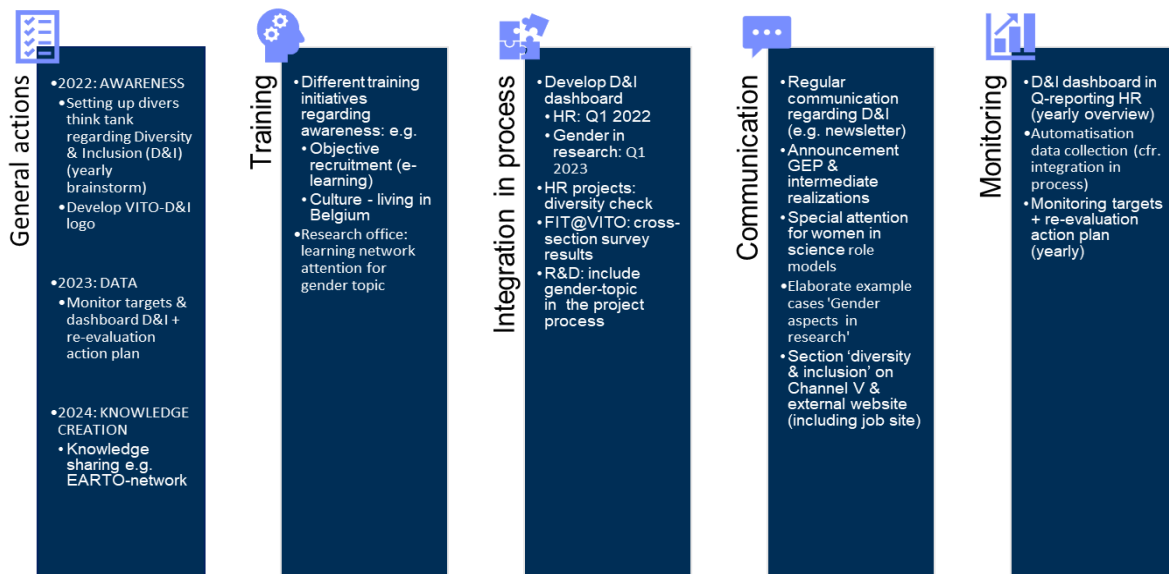 General actions
•2022: AWARENESS
•Setting up divers
think tank
regarding Diversity
& Inclusion (D&I)
(yearly
brainstorm)
•Develop VITO-D&I
logo
•2023: DATA
•Monitor targets &
dashboard D&I +
re-evaluation
action plan
•2024: KNOWLEDGE
CREATION
•Knowledge
sharing e.g.
EARTO-network
Training
•Different training
initiatives
regarding
awareness: e.g.
•Objective
recruitment (e-
learning)
•Culture - living in
Belgium
•Research office:
learning network
attention for
gender topic
Integration in process
•Develop D&I
dashboard
•HR: Q1 2022
•Gender in
research: Q1
2023
•HR projects:
diversity check
•FIT@VITO: cross-
section survey
results
•R&D: include
gender-topic
in the project
process
Communication
•Regular
communication
regarding D&I
(e.g. newsletter)
•Announcement
GEP &
intermediate
realizations
•Special attention
for women in
science role
models
•Elaborate example
cases 'Gender
aspects in
research'
•Section ‘diversity
& inclusion’ on
Channel V &
external website
(including job site)
Monitoring
•D&I dashboard in
Q-reporting HR
(yearly overview)
•Automatisation
data collection (cfr.
integration in
process)
•Monitoring targets
+ re-evaluation
action plan
(yearly)